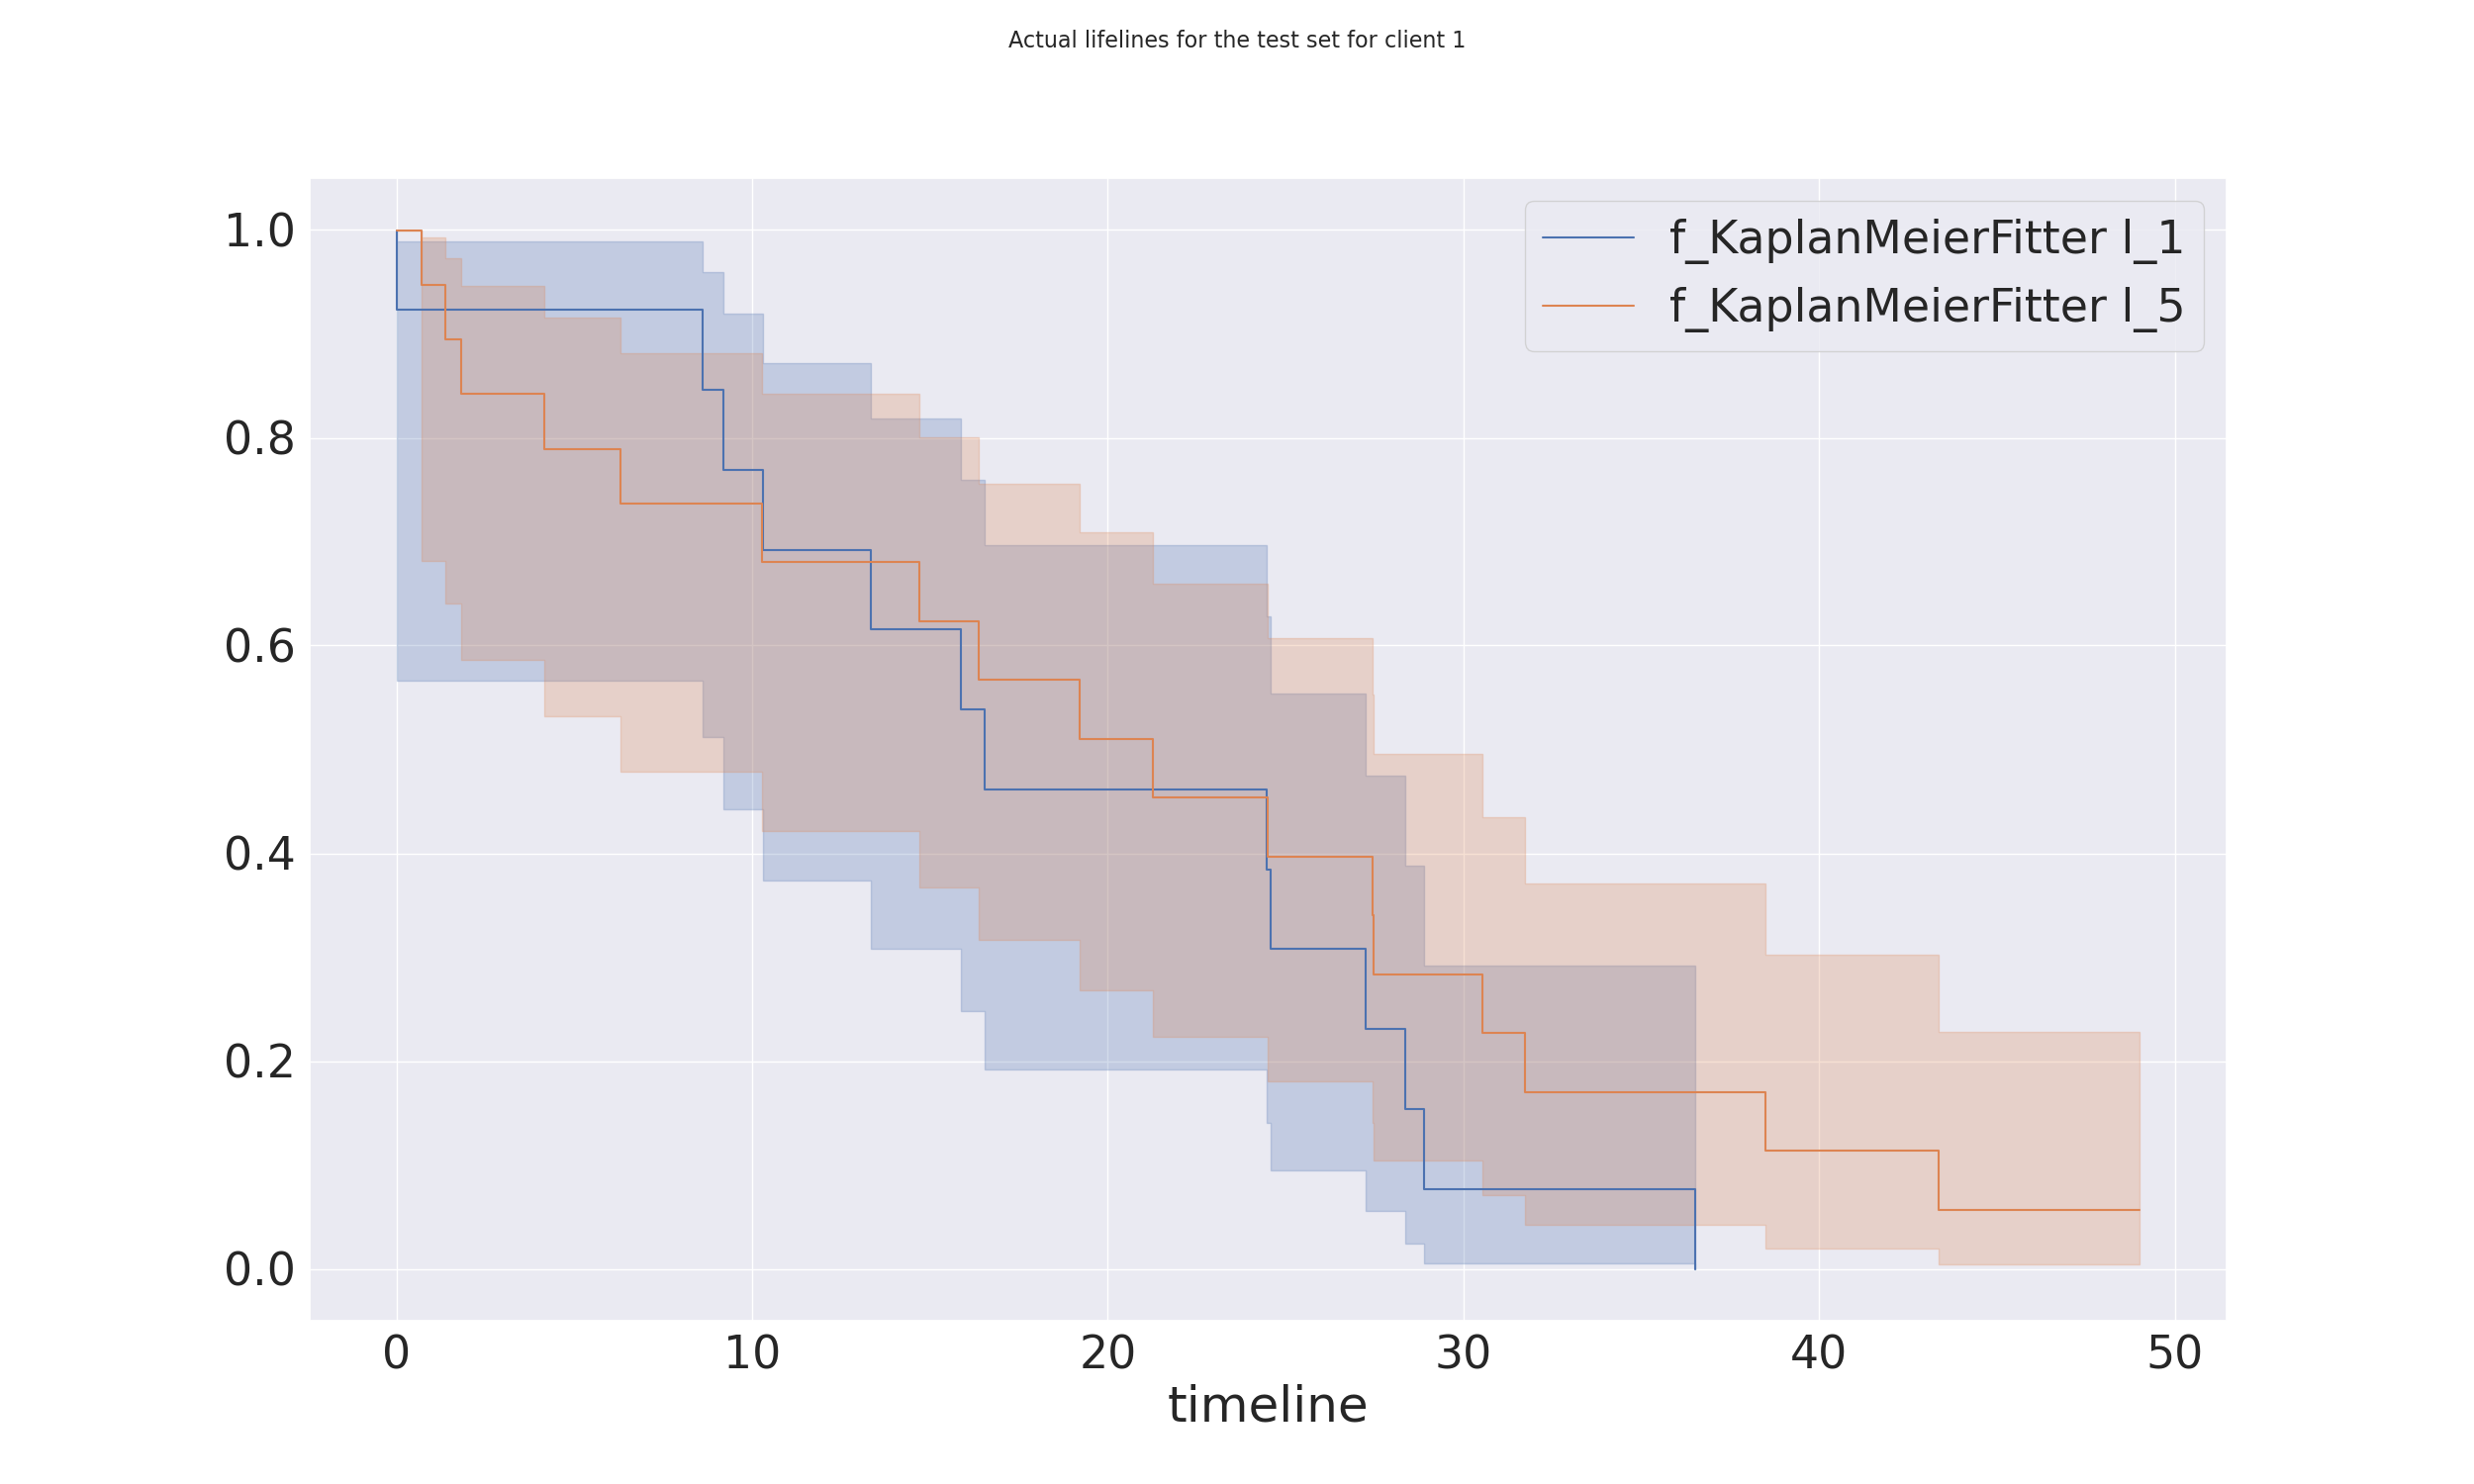 Actual lifelines for the test set for client 1
f_KaplanMeierFitter l_1
f_KaplanMeierFitter l_5
1.0
0.8
0.6
0.4
0.2
0.0
0 10 20 30 40 50
timeline